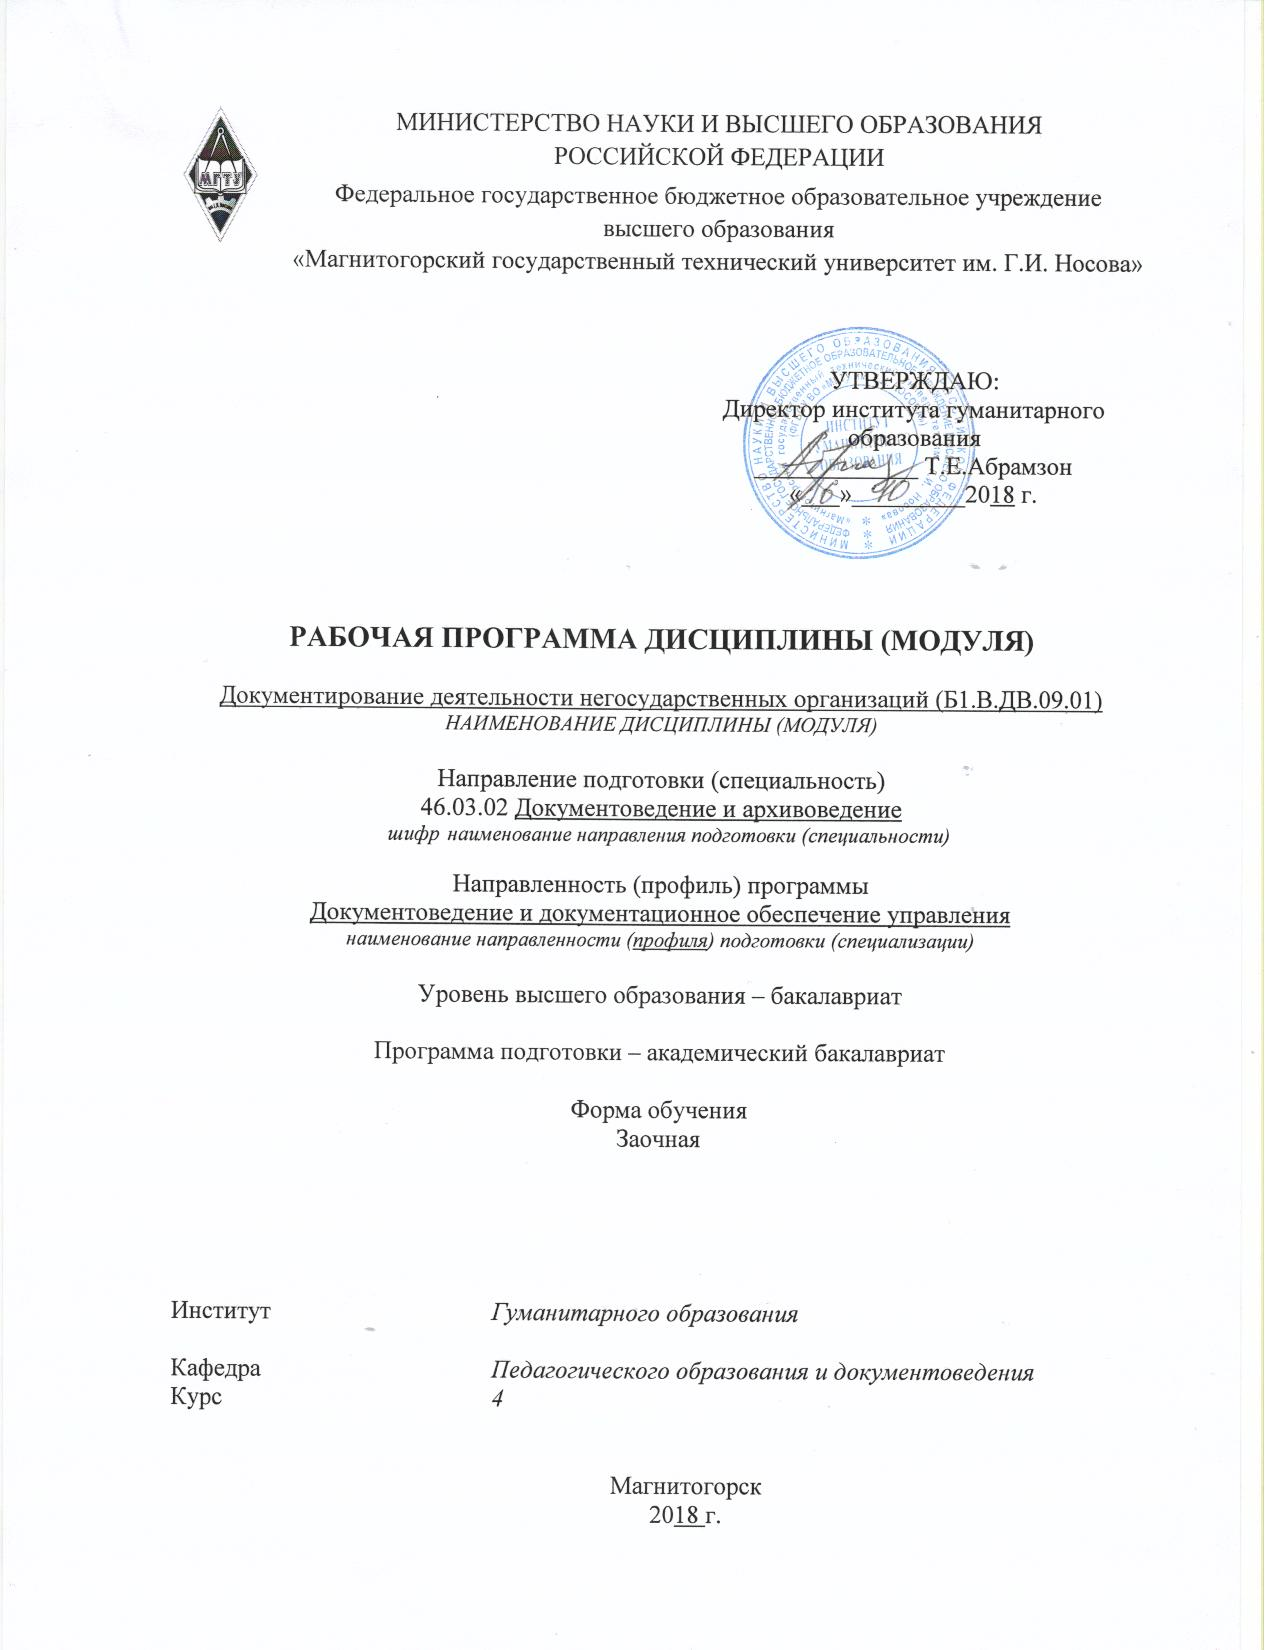 МИНИСТЕРСТВО НАУКИ И ВЫСШЕГО ОБРАЗОВАНИЯ
РОССИЙСКОЙ ФЕДЕРАЦИИ
Федеральное государственное бюджетное образовательное учреждение
высшего образования
«Магнитогорский государственный технический университет им. Г.И. Носова»
МГТУ
УТВЕРЖДАЮ:
Директор института гуманитарного
образования
Т.Е.Абрамзон
«16» 10 2018 г.
РАБОЧАЯ ПРОГРАММА ДИСЦИПЛИНЫ (МОДУЛЯ)
Документирование деятельности негосударственных организаций (Б1.В.ДВ.09.01)
НАИМЕНОВАНИЕ ДИСЦИПЛИНЫ (МОДУЛЯ)
Направление подготовки (специальность)
46.03.02 Документоведение и архивоведение
шифр наименование направления подготовки (специальности)
Направленность (профиль) программы
Документоведение и документационное обеспечение управления
наименование направленности (профиля) подготовки (специализации)
Уровень высшего образования – бакалавриат
Программа подготовки – академический бакалавриат
Форма обучения
Заочная
Институт Гуманитарного образования
Кафедра Педагогического образования и документоведения
Курс 4
Магнитогорск
2018 г.